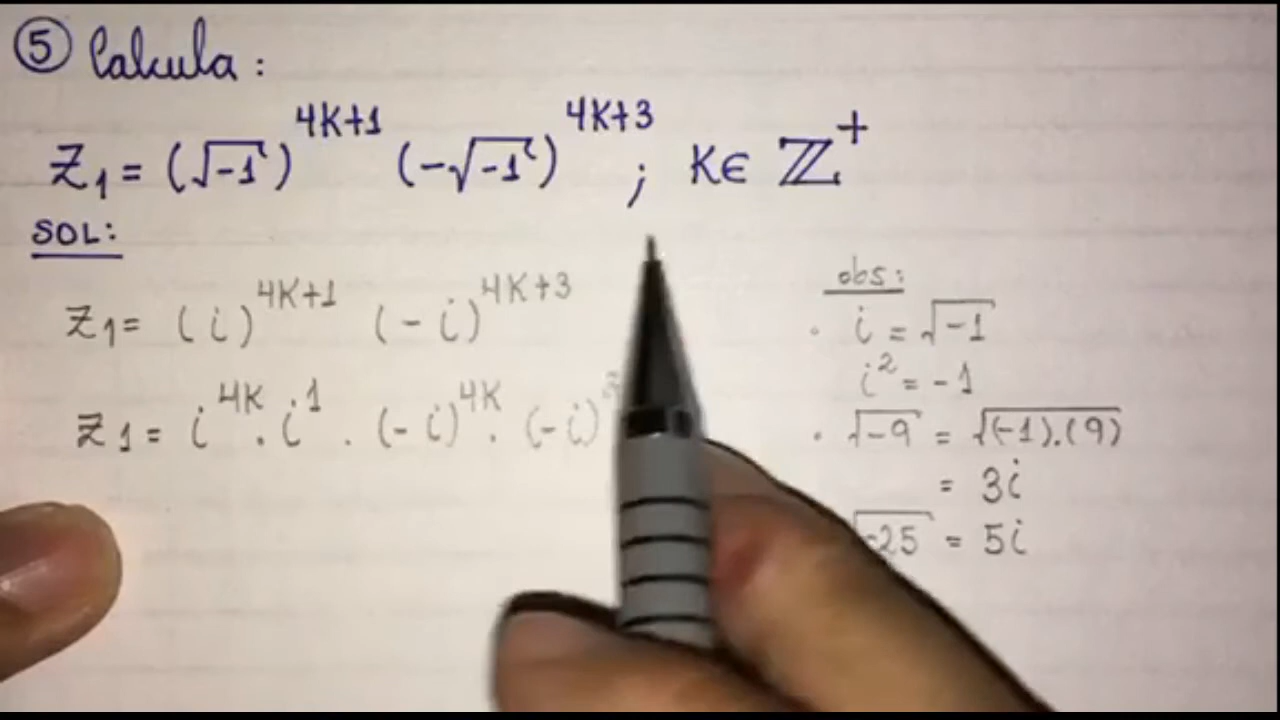 ⑤ Calcula:
Z₁ = (√-1)^{4K+1} (-√-1)^{4K+3} ; K ∈ ℤ⁺
SOL:
Z₁ = (i)^{4K+1} (-i)^{4K+3}
Z₁ = i^{4K} . i^1 . (-i)^{4K} . (-i)
obs:
. i = √-1
i² = -1
. √-9 = √(-1).(9)
= 3i
√-25 = 5i